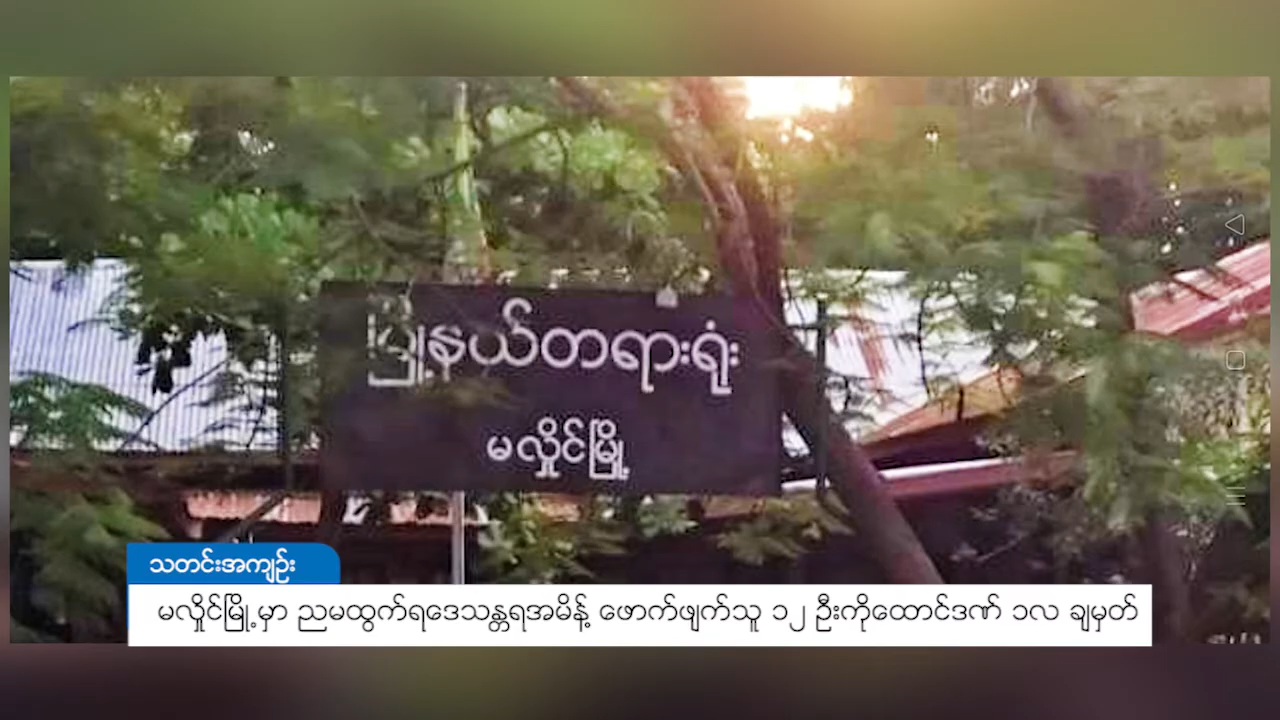 မြို့နယ်တရားရုံး
မလှိုင်မြို့
သတင်းအကျဉ်း
မလှိုင်မြို့မှာ ညမထွက်ရဒေသန္တရအမိန့် ဖောက်ဖျက်သူ ၁၂ ဦးကိုထောင်ဒဏ် ၁လ ချမှတ်